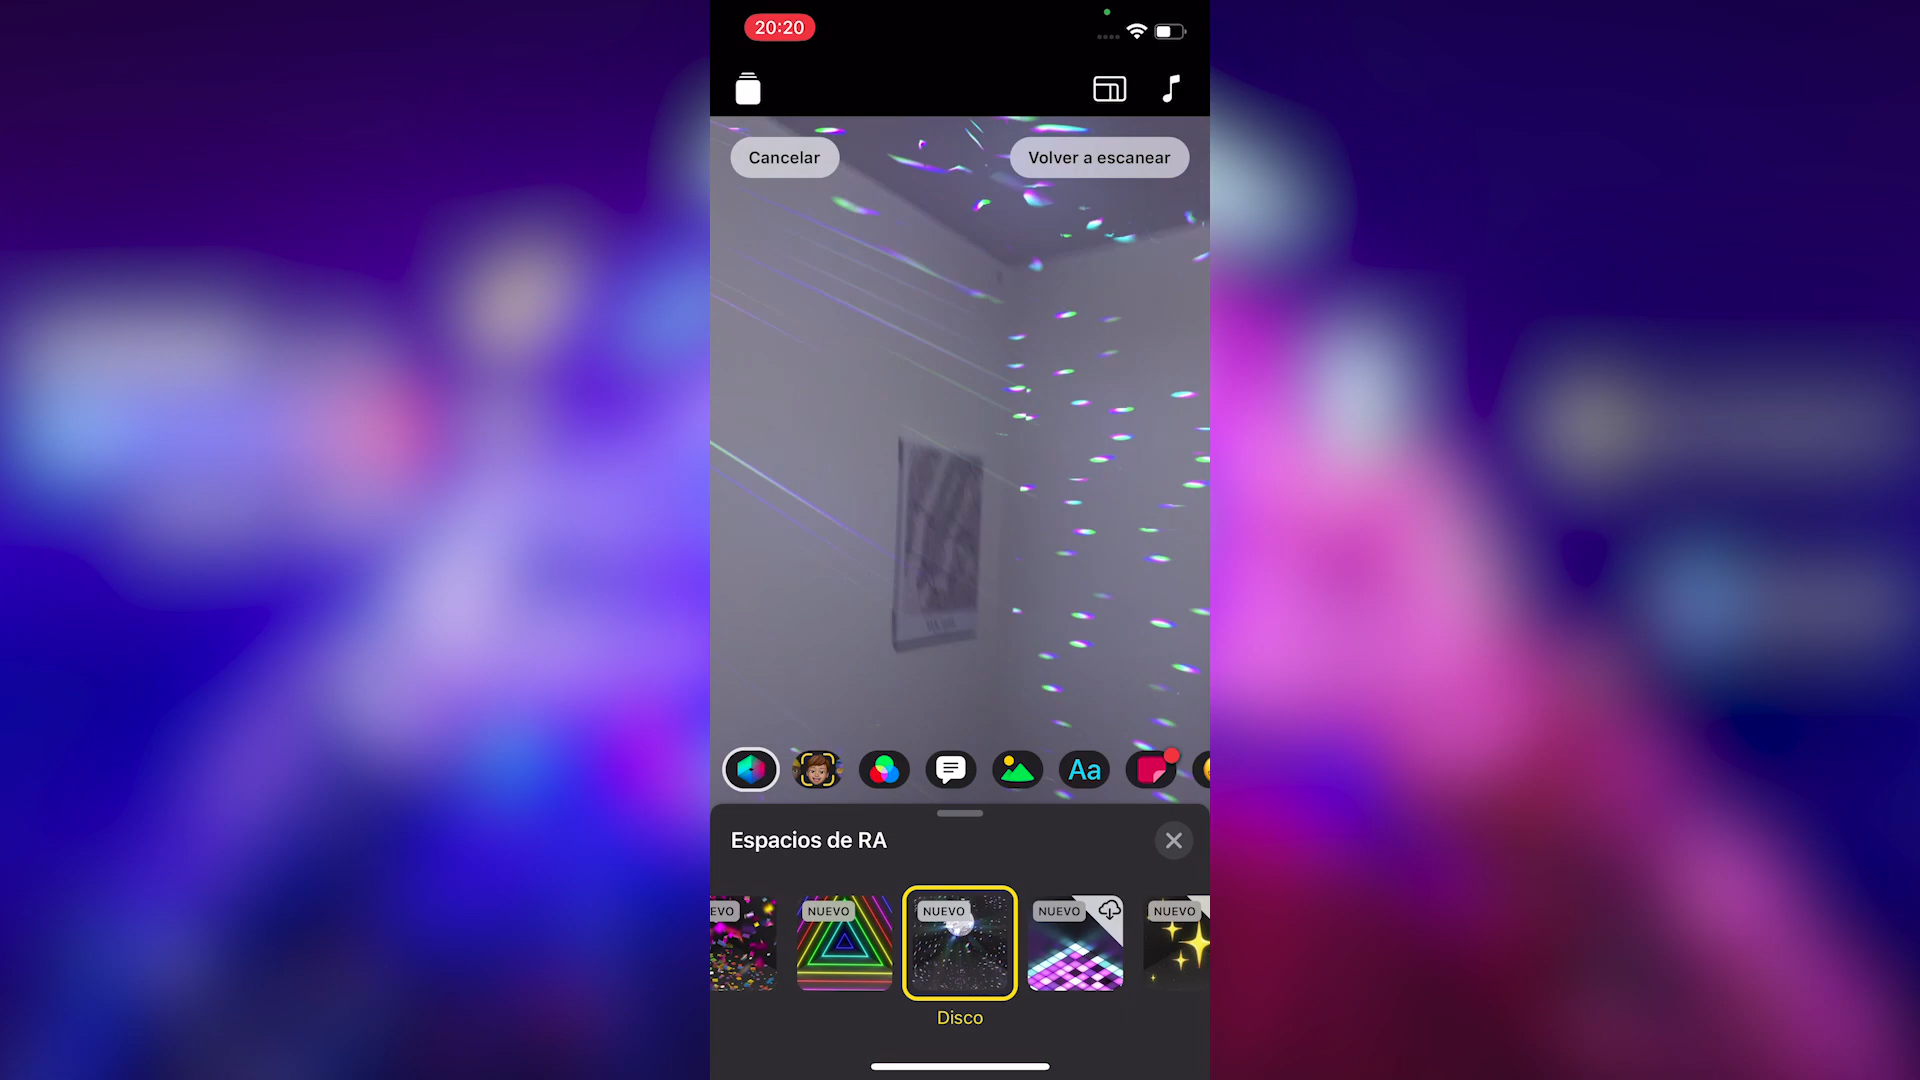 20:20
Cancelar
Volver a escanear
Aa
Espacios de RA
EVO
NUEVO
NUEVO
NUEVO
NUEVO
Disco